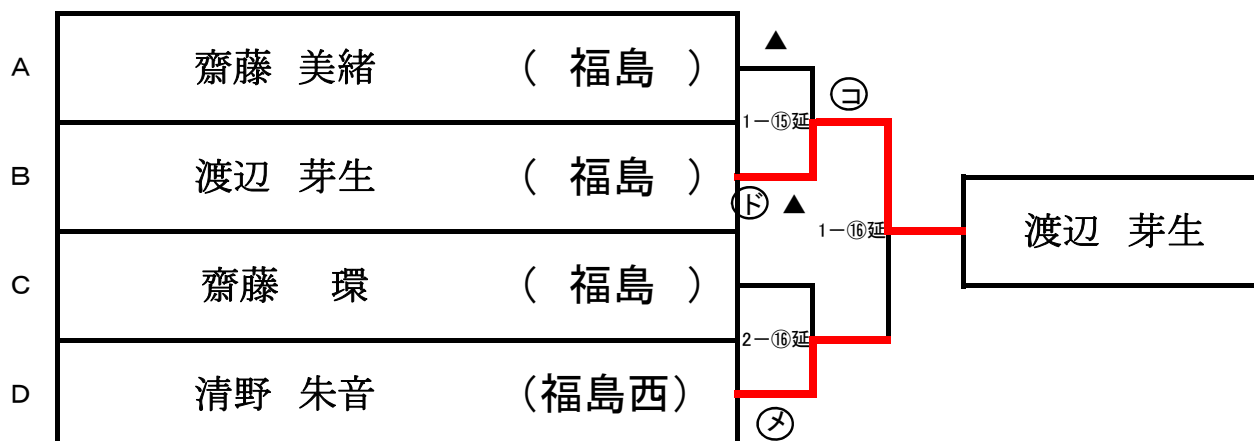 A 齋藤 美緒 ( 福島 ) ▲
1－⑮延 ㋙
B 渡辺 芽生 ( 福島 )
㋣゙ ▲
1－⑯延 渡辺 芽生
C 齋藤 環 ( 福島 )
2－⑯延
D 清野 朱音 (福島西)
㋱